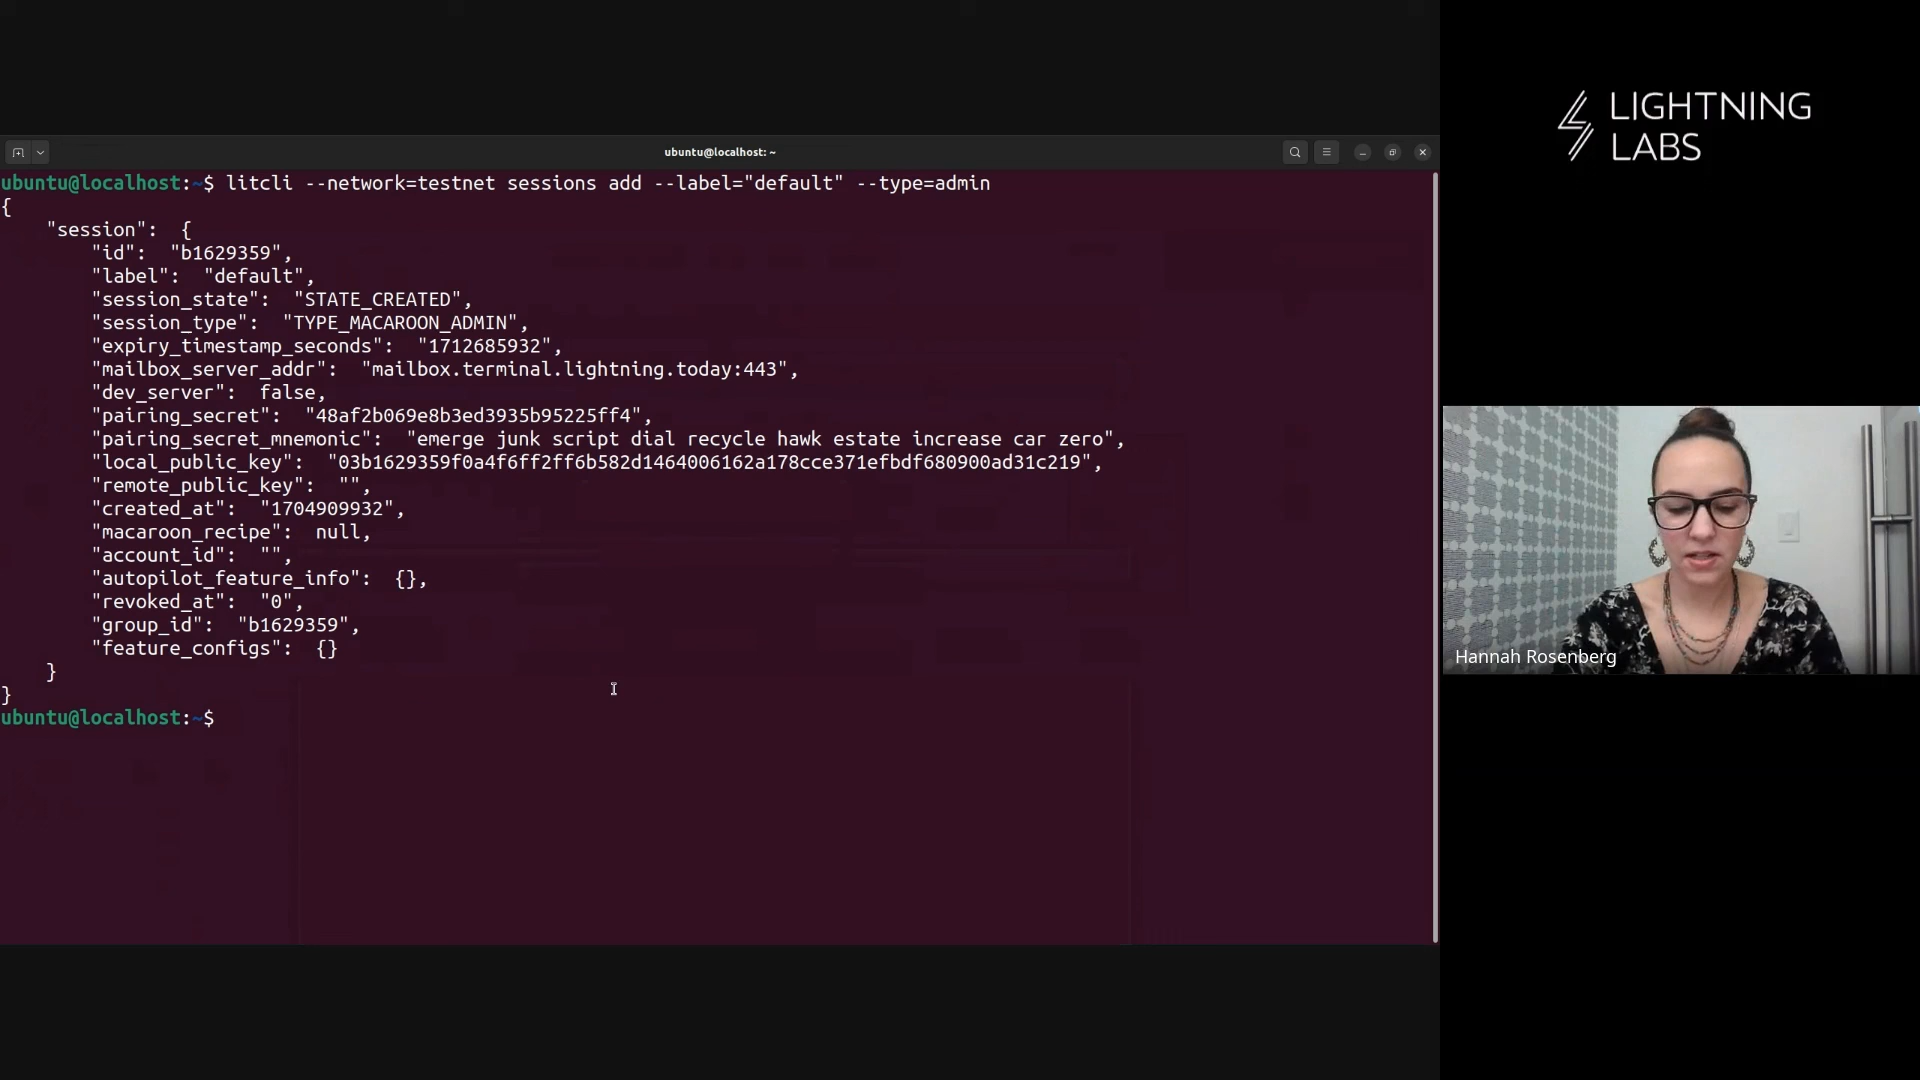 ubuntu@localhost: ~
ubuntu@localhost:~$ litcli --network=testnet sessions add --label="default" --type=admin
{
    "session":  {
        "id":  "b1629359",
        "label":  "default",
        "session_state":  "STATE_CREATED",
        "session_type":  "TYPE_MACAROON_ADMIN",
        "expiry_timestamp_seconds":  "1712685932",
        "mailbox_server_addr":  "mailbox.terminal.lightning.today:443",
        "dev_server":  false,
        "pairing_secret":  "48af2b069e8b3ed3935b95225ff4",
        "pairing_secret_mnemonic":  "emerge junk script dial recycle hawk estate increase car zero",
        "local_public_key":  "03b1629359f0a4f6ff2ff6b582d1464006162a178cce371efbdf680900ad31c219",
        "remote_public_key":  "",
        "created_at":  "1704909932",
        "macaroon_recipe":  null,
        "account_id":  "",
        "autopilot_feature_info":  {},
        "revoked_at":  "0",
        "group_id":  "b1629359",
        "feature_configs":  {}
    }
}
ubuntu@localhost:~$
LIGHTNING
LABS
Hannah Rosenberg